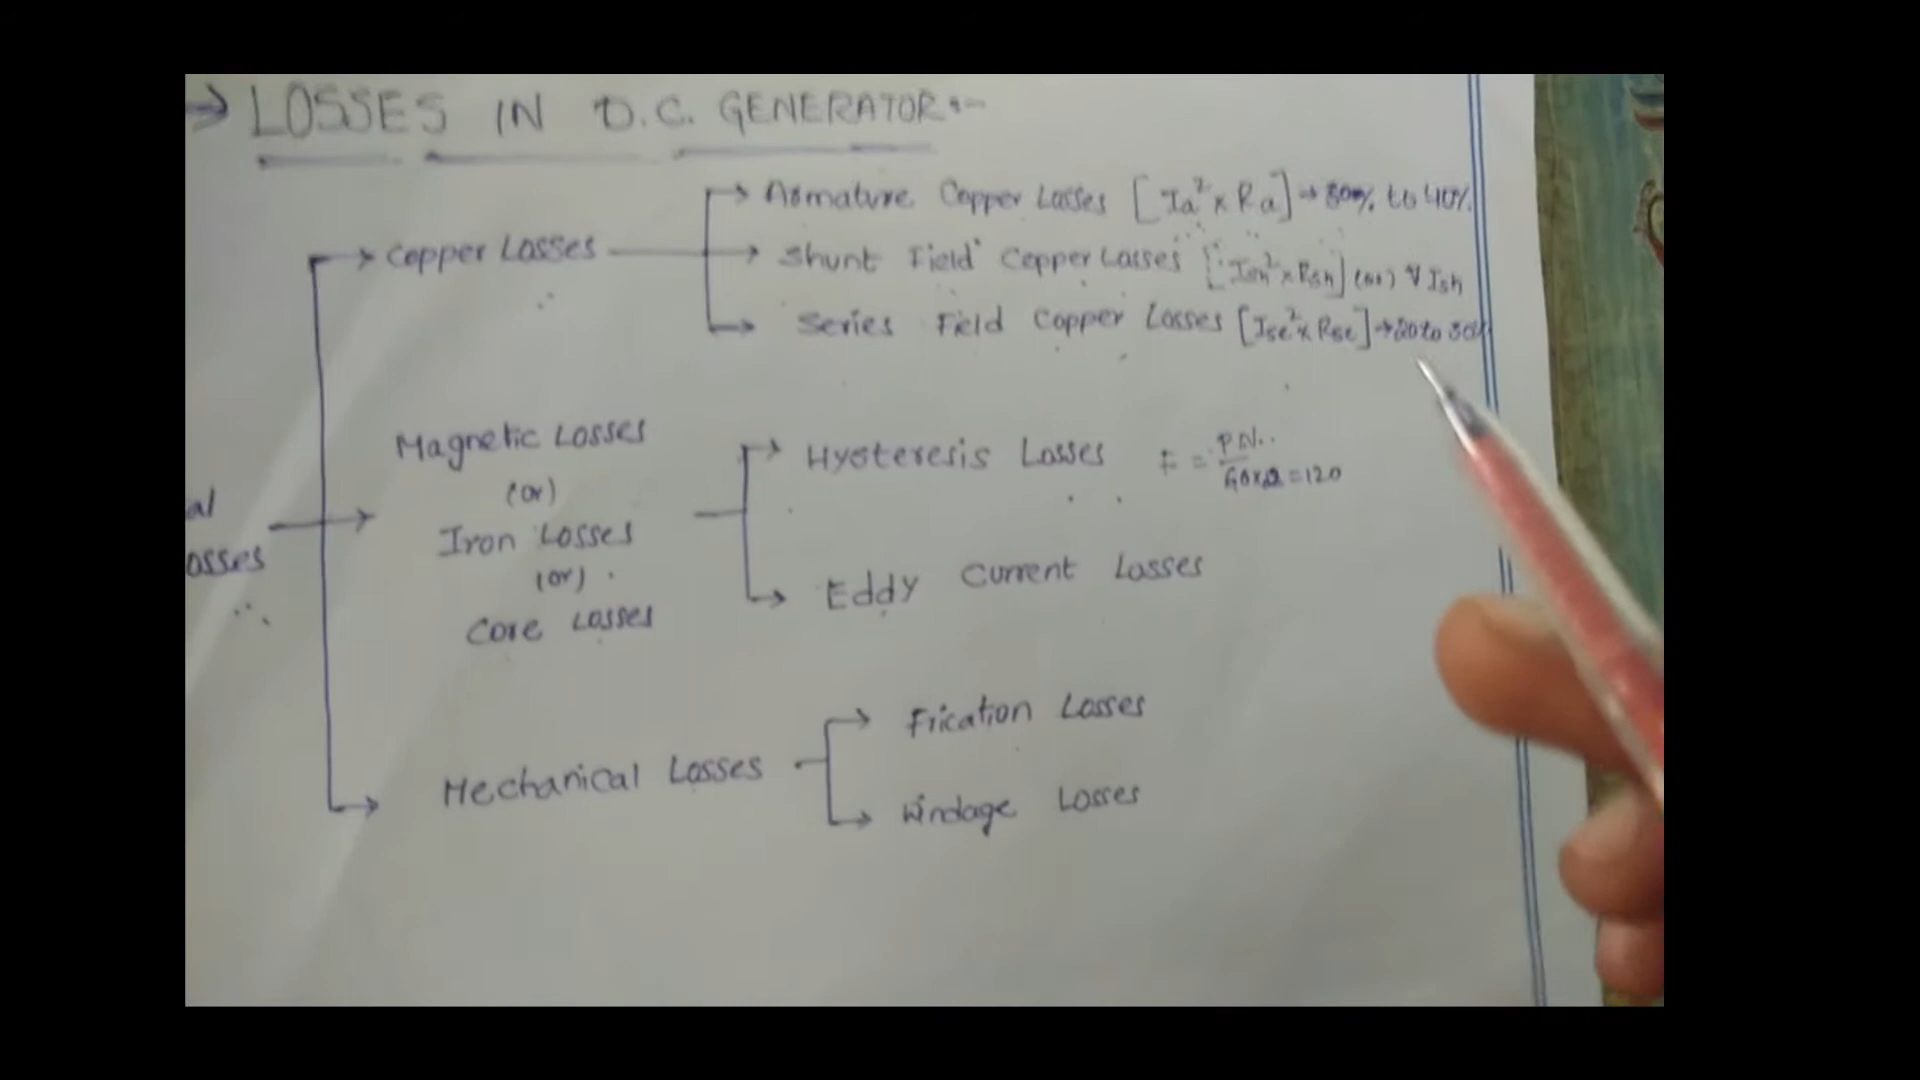 → LOSSES IN D.C. GENERATOR:-
Armature Copper Losses [Ia² × Ra] → 30% to 40%
Copper Losses
Shunt Field Copper Losses [Ish² × Rsh] (or) V Ish
Series Field Copper Losses [Ise² × Rse] → 20 to 30%
Magnetic Losses
(or)
Iron Losses
(or)
Core Losses
Hysteresis Losses F = PN / 60×2 = 120
al
osses
Eddy Current Losses
Frication Losses
Mechanical Losses
Windage Losses